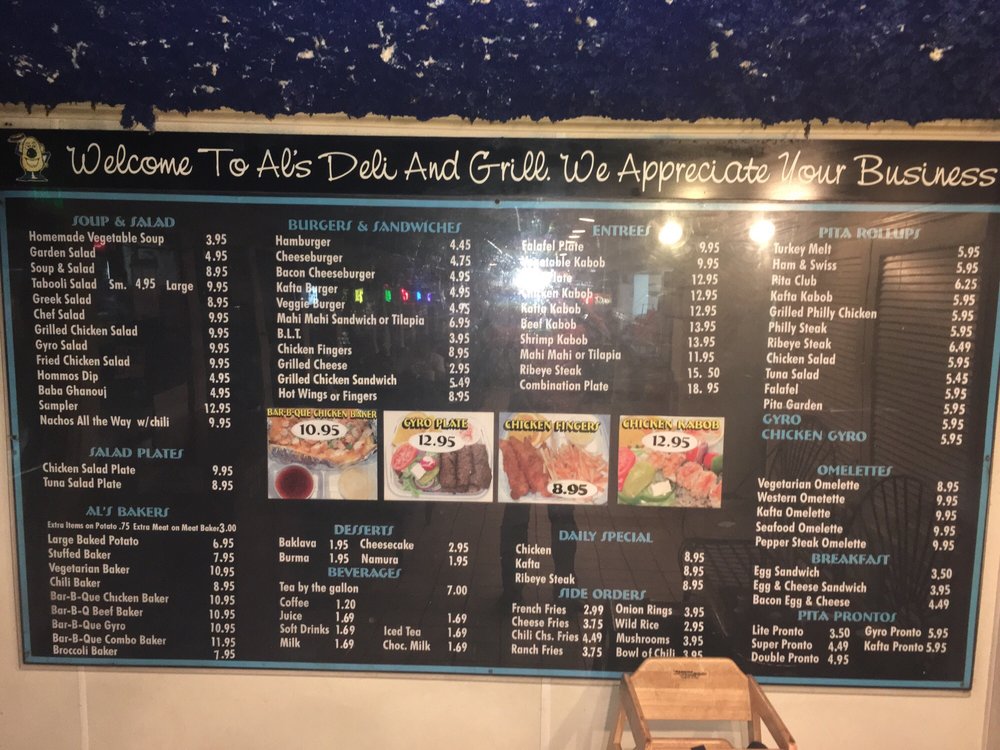 Welcome To Al's Deli And Grill. We Appreciate Your Business
SOUP & SALAD
Homemade Vegetable Soup 3.95
Garden Salad 4.95
Soup & Salad 8.95
Tabooli Salad Sm. 4.95 Large 9.95
Greek Salad 8.95
Chef Salad 9.95
Grilled Chicken Salad 9.95
Gyro Salad 9.95
Fried Chicken Salad 9.95
Hommos Dip 4.95
Baba Ghanouj 4.95
Sampler 12.95
Nachos All the Way w/chili 9.95
SALAD PLATES
Chicken Salad Plate 9.95
Tuna Salad Plate 8.95
AL'S BAKERS
Extra Items on Potato .75 Extra Meat on Meat Baker 3.00
Large Baked Potato 6.95
Stuffed Baker 7.95
Vegetarian Baker 10.95
Chili Baker 8.95
Bar-B-Que Chicken Baker 10.95
Bar-B-Q Beef Baker 10.95
Bar-B-Que Gyro 10.95
Bar-B-Que Combo Baker 11.95
Broccoli Baker 7.95
BURGERS & SANDWICHES
Hamburger 4.45
Cheeseburger 4.75
Bacon Cheeseburger 4.95
Kafta Burger 4.95
Veggie Burger 4.95
Mahi Mahi Sandwich or Tilapia 6.95
B.L.T. 3.95
Chicken Fingers 8.95
Grilled Cheese 2.95
Grilled Chicken Sandwich 5.49
Hot Wings or Fingers 8.95
ENTREES
Falafel Plate 9.95
Vegetable Kabob 9.95
Plate 12.95
Chicken Kabob 12.95
Kafta Kabob 12.95
Beef Kabob 13.95
Shrimp Kabob 13.95
Mahi Mahi or Tilapia 11.95
Ribeye Steak 15. 50
Combination Plate 18. 95
BAR-B-QUE CHICKEN BAKER
10.95
GYRO PLATE
12.95
CHICKEN FINGERS
8.95
CHICKEN KABOB
12.95
DESSERTS
Baklava 1.95 Cheesecake 2.95
Burma 1.95 Namura 1.95
BEVERAGES
Tea by the gallon 7.00
Coffee 1.20
Juice 1.69 1.69
Soft Drinks 1.69 Iced Tea 1.69
Milk 1.69 Choc. Milk 1.69
DAILY SPECIAL
Chicken 8.95
Kafta 8.95
Ribeye Steak 8.95
SIDE ORDERS
French Fries 2.99 Onion Rings 3.95
Cheese Fries 3.75 Wild Rice 2.95
Chili Chs. Fries 4.49 Mushrooms 3.95
Ranch Fries 3.75 Bowl of Chili 3.95
PITA ROLLUPS
Turkey Melt 5.95
Ham & Swiss 5.95
Pita Club 6.25
Kafta Kabob 5.95
Grilled Philly Chicken 5.95
Philly Steak 5.95
Ribeye Steak 6.49
Chicken Salad 5.95
Tuna Salad 5.45
Falafel 5.95
Pita Garden 5.95
GYRO 5.95
CHICKEN GYRO 5.95
OMELETTES
Vegetarian Omelette 8.95
Western Ometette 9.95
Kafta Omelette 9.95
Seafood Omelette 9.95
Pepper Steak Omelette 9.95
BREAKFAST
Egg Sandwich 3.50
Egg & Cheese Sandwich 3.95
Bacon Egg & Cheese 4.49
PITA PRONTOS
Lite Pronto 3.50 Gyro Pronto 5.95
Super Pronto 4.49 Kafta Pronto 5.95
Double Pronto 4.95